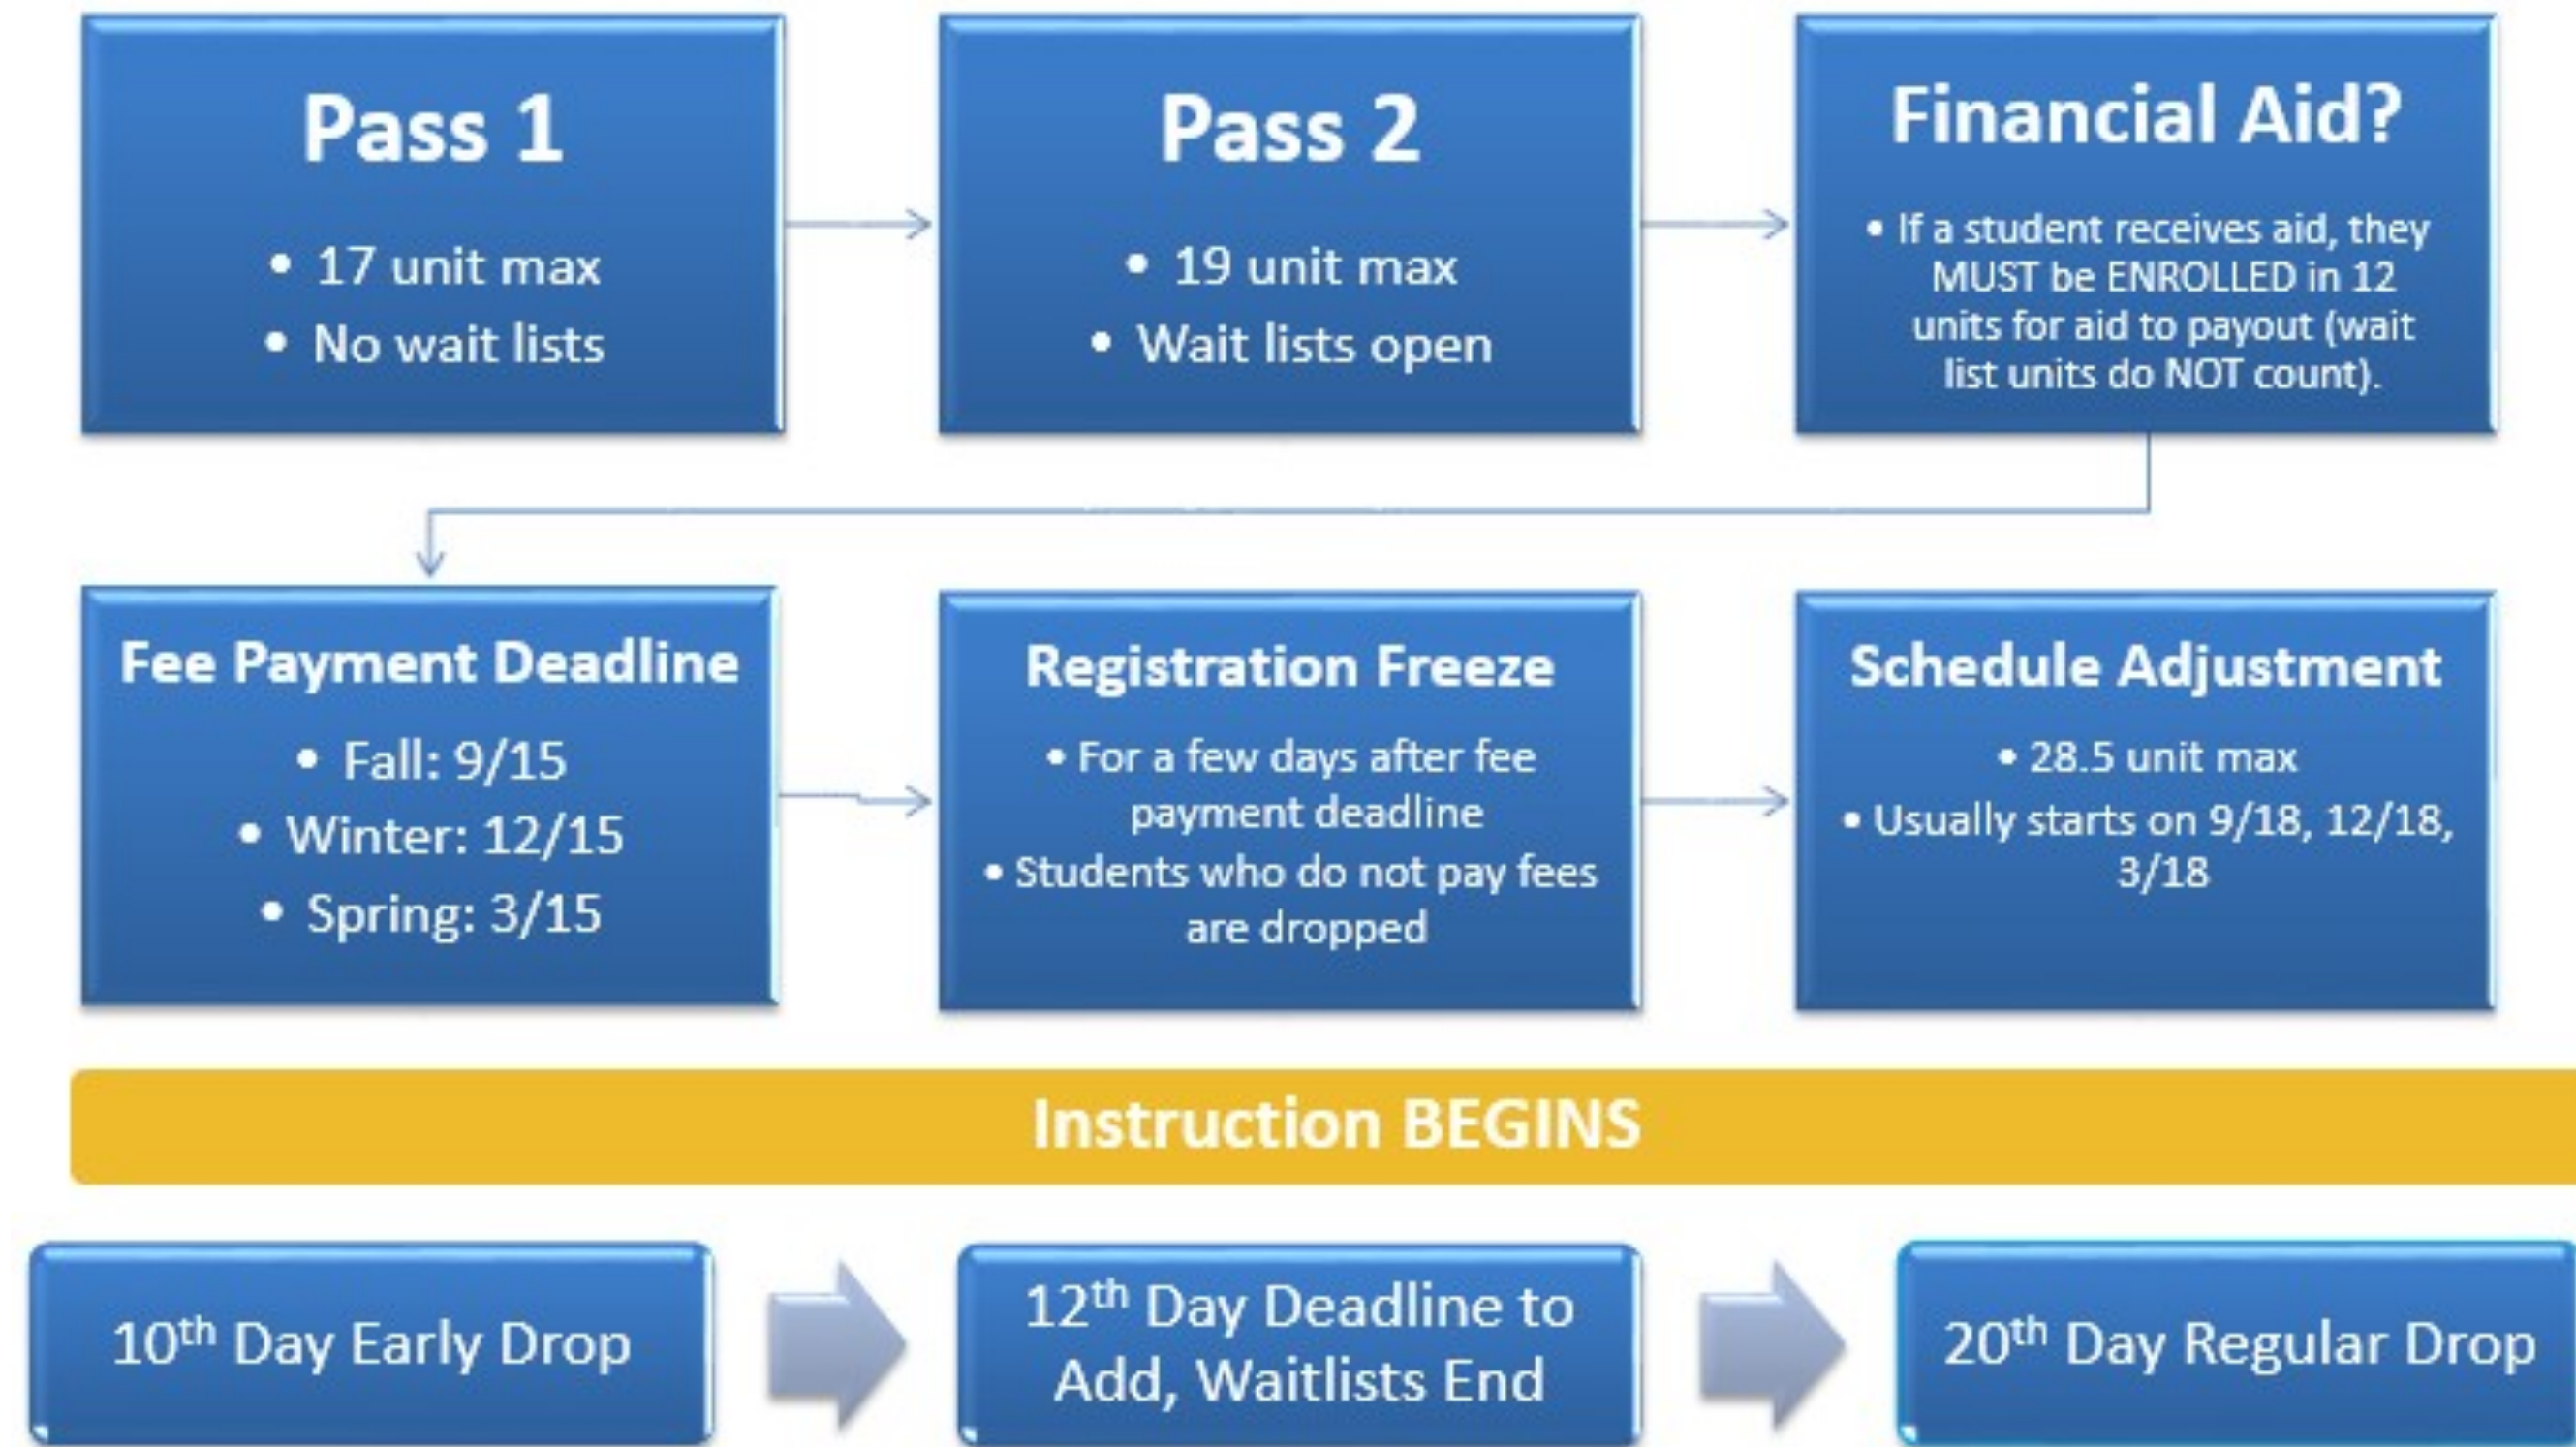 Pass 1
• 17 unit max
• No wait lists
Pass 2
• 19 unit max
• Wait lists open
Financial Aid?
• If a student receives aid, they
MUST be ENROLLED in 12
units for aid to payout (wait
list units do NOT count).
Fee Payment Deadline
• Fall: 9/15
• Winter: 12/15
• Spring: 3/15
Registration Freeze
• For a few days after fee
payment deadline
• Students who do not pay fees
are dropped
Schedule Adjustment
• 28.5 unit max
• Usually starts on 9/18, 12/18,
3/18
Instruction BEGINS
10th Day Early Drop
12th Day Deadline to
Add, Waitlists End
20th Day Regular Drop